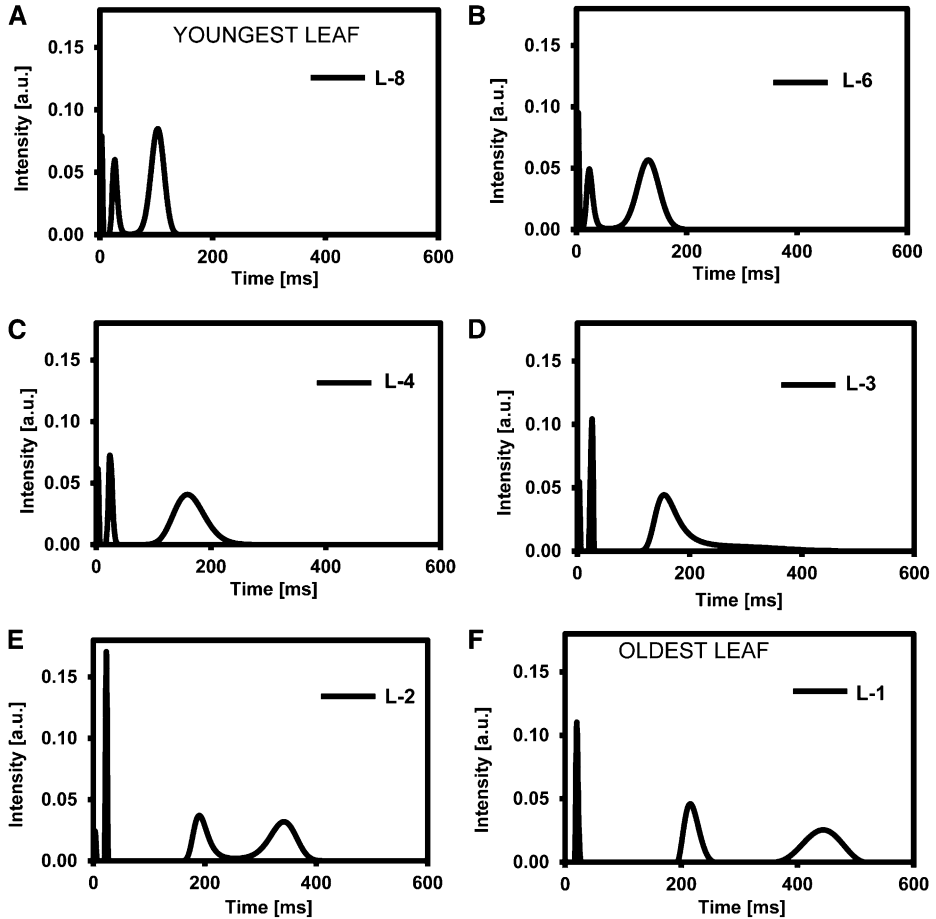 A
YOUNGEST LEAF
L-8
Intensity [a.u.]
0.15
0.10
0.05
0.00
0 200 400 600
Time [ms]
B
L-6
Intensity [a.u.]
0.15
0.10
0.05
0.00
0 200 400 600
Time [ms]
C
L-4
Intensity [a.u.]
0.15
0.10
0.05
0.00
0 200 400 600
Time [ms]
D
L-3
Intensity [a.u.]
0.15
0.10
0.05
0.00
0 200 400 600
Time [ms]
E
L-2
Intensity [a.u.]
0.15
0.10
0.05
0.00
0 200 400 600
Time [ms]
F
OLDEST LEAF
L-1
Intensity [a.u.]
0.15
0.10
0.05
0.00
0 200 400 600
Time [ms]